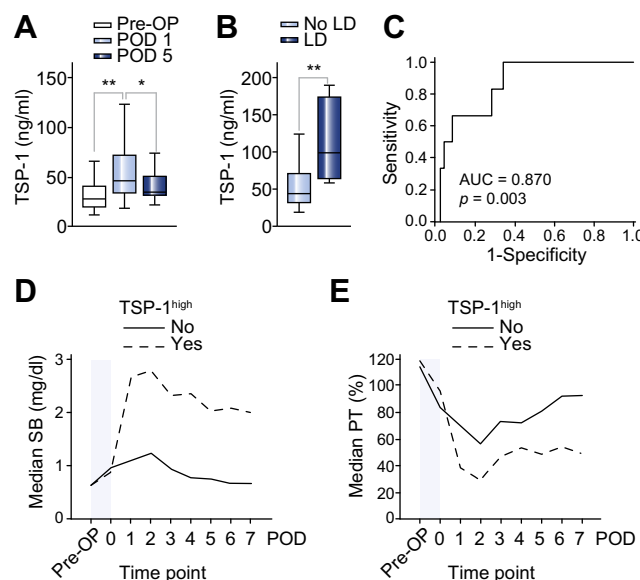 A
Pre-OP
POD 1
POD 5
TSP-1 (ng/ml)
150
100
50
0
**
*
B
No LD
LD
TSP-1 (ng/ml)
200
150
100
50
0
**
C
Sensitivity
1.0
0.8
0.6
0.4
0.2
0.0
AUC = 0.870
p = 0.003
0.0 0.2 0.4 0.6 0.8 1.0
1-Specificity
D
TSP-1high
No
Yes
Median SB (mg/dl)
3
2
1
0
Pre-OP 0 1 2 3 4 5 6 7 POD
Time point
E
TSP-1high
No
Yes
Median PT (%)
120
100
80
60
40
20
0
Pre-OP 0 1 2 3 4 5 6 7 POD
Time point